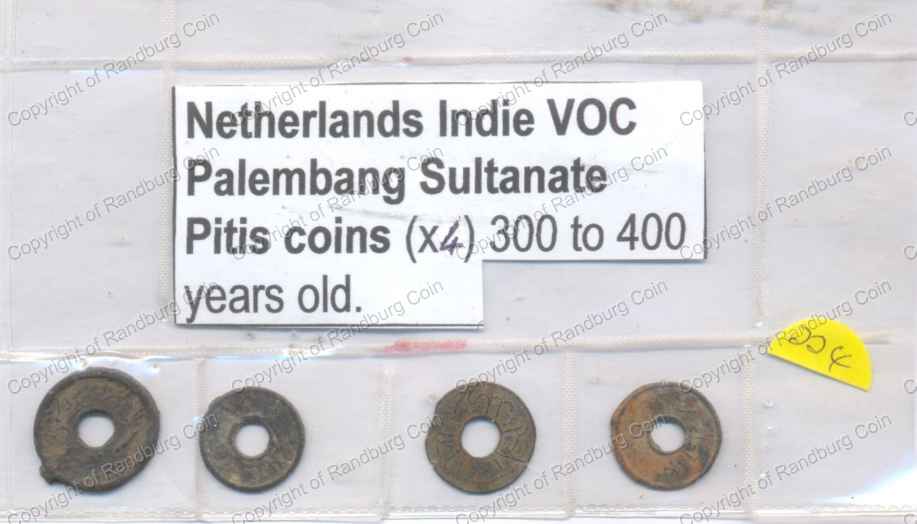 Netherlands Indie VOC
Palembang Sultanate
Pitis coins (x4) 300 to 400
years old.
Copyright of Randburg Coin